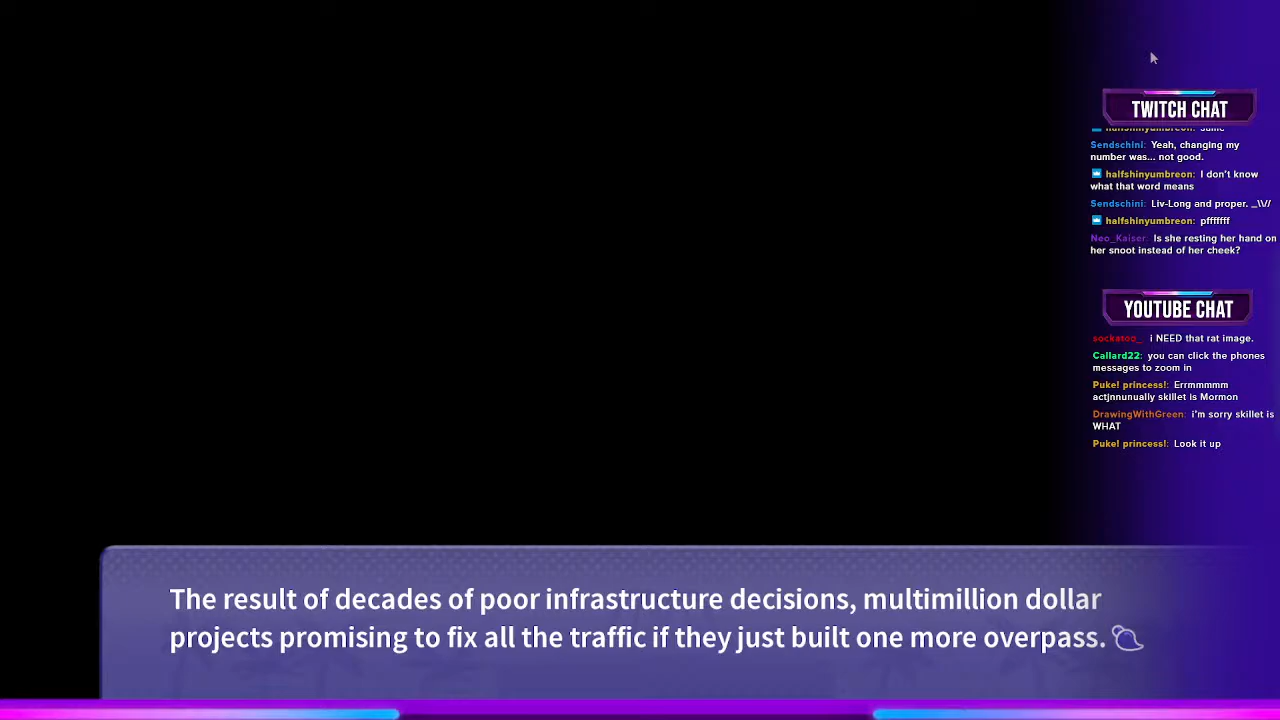 TWITCH CHAT
halfshinyumbreon: same
Sendschini: Yeah, changing my
number was... not good.
halfshinyumbreon: I don't know
what that word means
Sendschini: Liv-Long and proper. _\\//
halfshinyumbreon: pfffffff
Neo_Kaiser: Is she resting her hand on
her snoot instead of her cheek?
YOUTUBE CHAT
sockatoo_ i NEED that rat image.
Callard22: you can click the phones
messages to zoom in
Puke! princess!: Errmmmmm
actjnnunually skillet is Mormon
DrawingWithGreen: i'm sorry skillet is
WHAT
Puke! princess!: Look it up
The result of decades of poor infrastructure decisions, multimillion dollar
projects promising to fix all the traffic if they just built one more overpass.